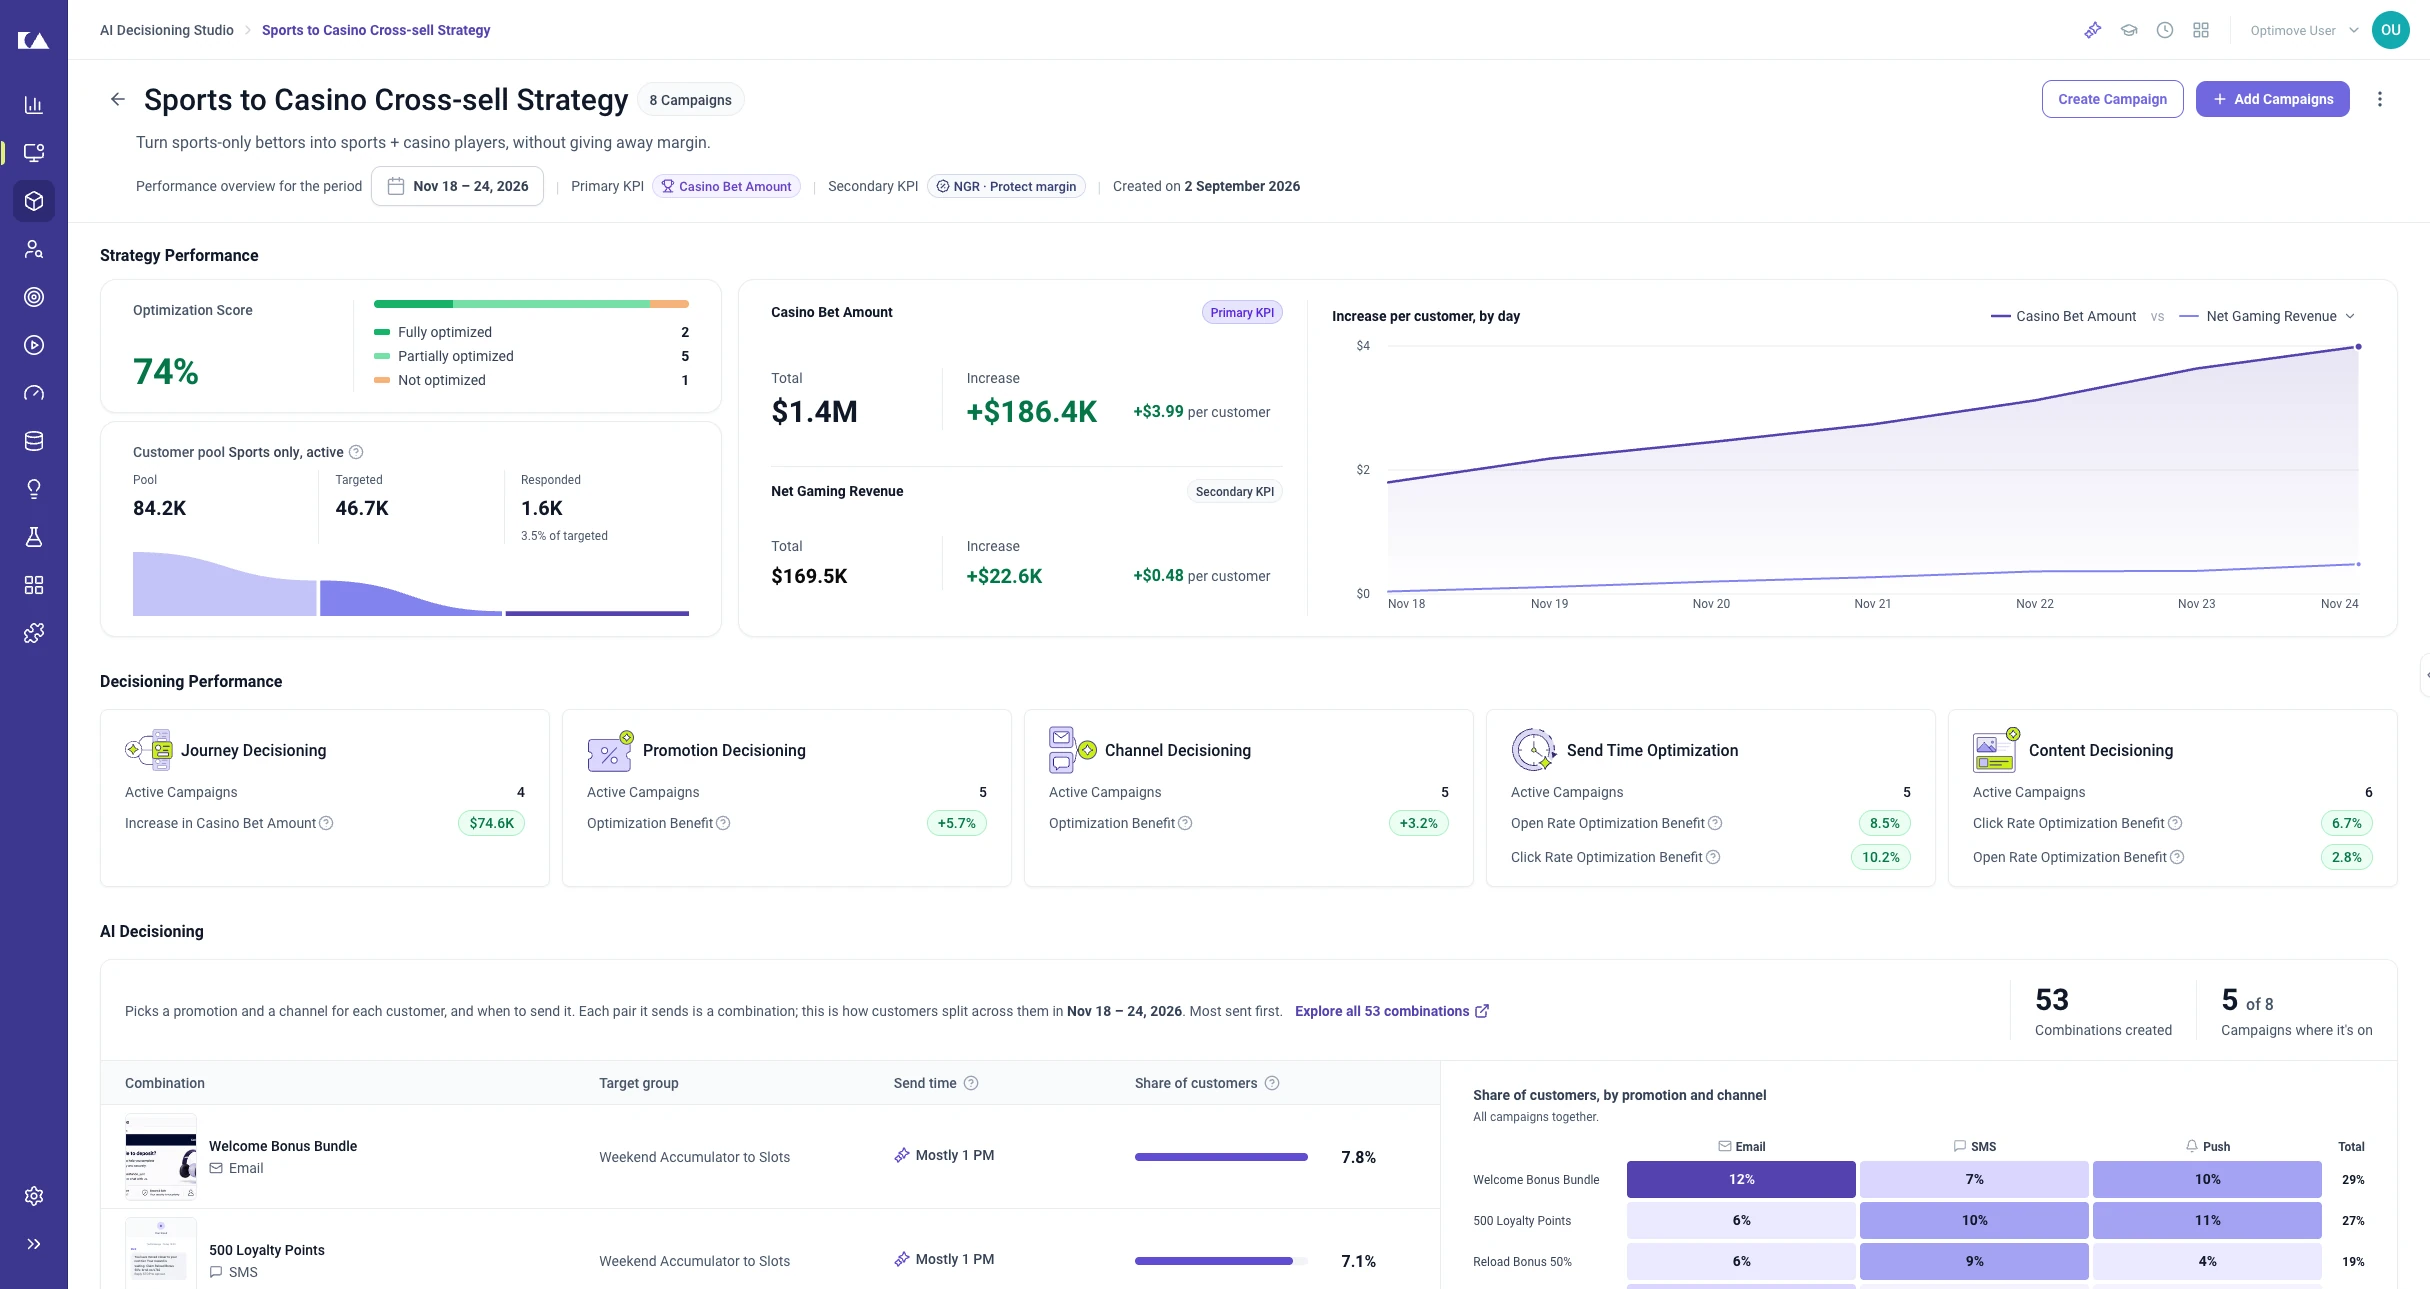 AI Decisioning Studio
Sports to Casino Cross-sell Strategy
Optimove User
OU
Sports to Casino Cross-sell Strategy
8 Campaigns
Create Campaign
+ Add Campaigns
Turn sports-only bettors into sports + casino players, without giving away margin.
Performance overview for the period
Nov 18 – 24, 2026
Primary KPI
Casino Bet Amount
Secondary KPI
NGR · Protect margin
Created on 2 September 2026
Strategy Performance
Optimization Score
74%
Fully optimized 2
Partially optimized 5
Not optimized 1
Customer pool Sports only, active
Pool
84.2K
Targeted
46.7K
Responded
1.6K
3.5% of targeted
Casino Bet Amount
Primary KPI
Total
$1.4M
Increase
+$186.4K
+$3.99 per customer
Net Gaming Revenue
Secondary KPI
Total
$169.5K
Increase
+$22.6K
+$0.48 per customer
Increase per customer, by day
Casino Bet Amount vs Net Gaming Revenue
$4
$2
$0
Nov 18 Nov 19 Nov 20 Nov 21 Nov 22 Nov 23 Nov 24
Decisioning Performance
Journey Decisioning
Active Campaigns 4
Increase in Casino Bet Amount $74.6K
Promotion Decisioning
Active Campaigns 5
Optimization Benefit +5.7%
Channel Decisioning
Active Campaigns 5
Optimization Benefit +3.2%
Send Time Optimization
Active Campaigns 5
Open Rate Optimization Benefit 8.5%
Click Rate Optimization Benefit 10.2%
Content Decisioning
Active Campaigns 6
Click Rate Optimization Benefit 6.7%
Open Rate Optimization Benefit 2.8%
AI Decisioning
Picks a promotion and a channel for each customer, and when to send it. Each pair it sends is a combination; this is how customers split across them in Nov 18 – 24, 2026. Most sent first. Explore all 53 combinations
53
Combinations created
5 of 8
Campaigns where it's on
Combination Target group Send time Share of customers
Welcome Bonus Bundle
Email
Weekend Accumulator to Slots
Mostly 1 PM
7.8%
500 Loyalty Points
SMS
Weekend Accumulator to Slots
Mostly 1 PM
7.1%
Share of customers, by promotion and channel
All campaigns together.
Email SMS Push Total
Welcome Bonus Bundle 12% 7% 10% 29%
500 Loyalty Points 6% 10% 11% 27%
Reload Bonus 50% 6% 9% 4% 19%